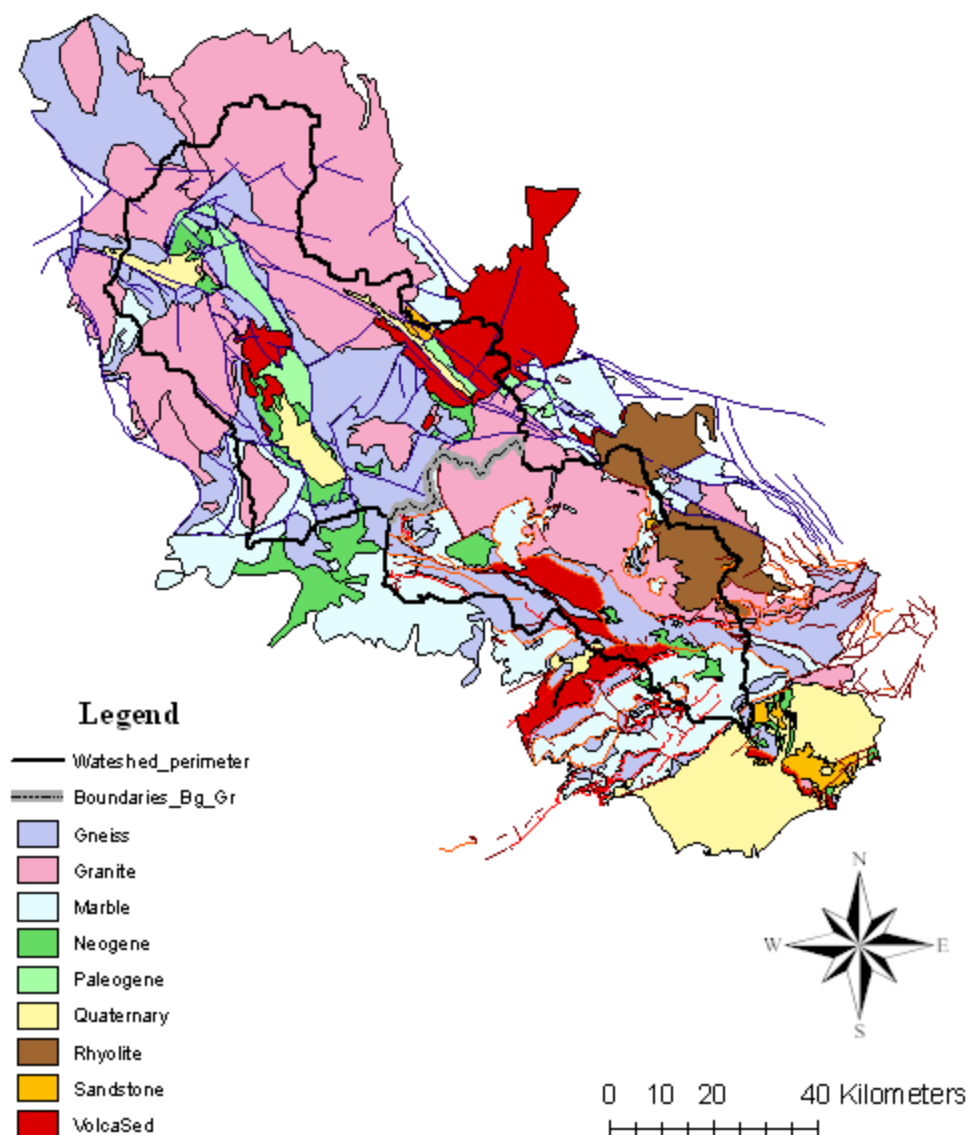 Legend
Wateshed_perimeter
Boundaries_Bg_Gr
Gneiss
Granite
Marble
Neogene
Paleogene
Quaternary
Rhyolite
Sandstone
VolcaSed
N
W E
S
0 10 20 40 Kilometers